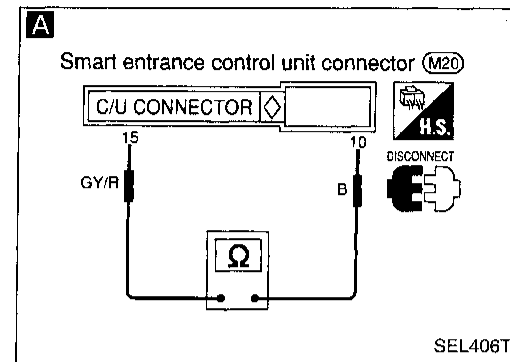 A
Smart entrance control unit connector (M20)
C/U CONNECTOR
H.S.
15
10
DISCONNECT
GY/R
B
Ω
SEL406T